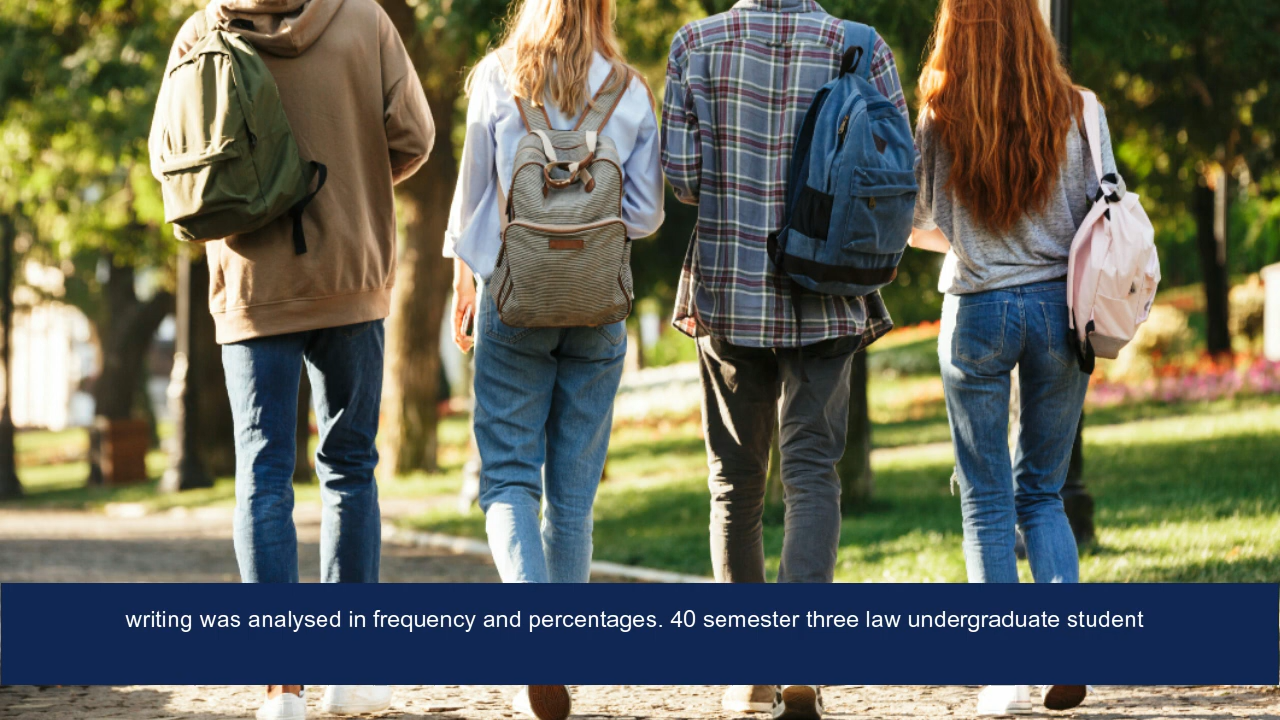 writing was analysed in frequency and percentages. 40 semester three law undergraduate student